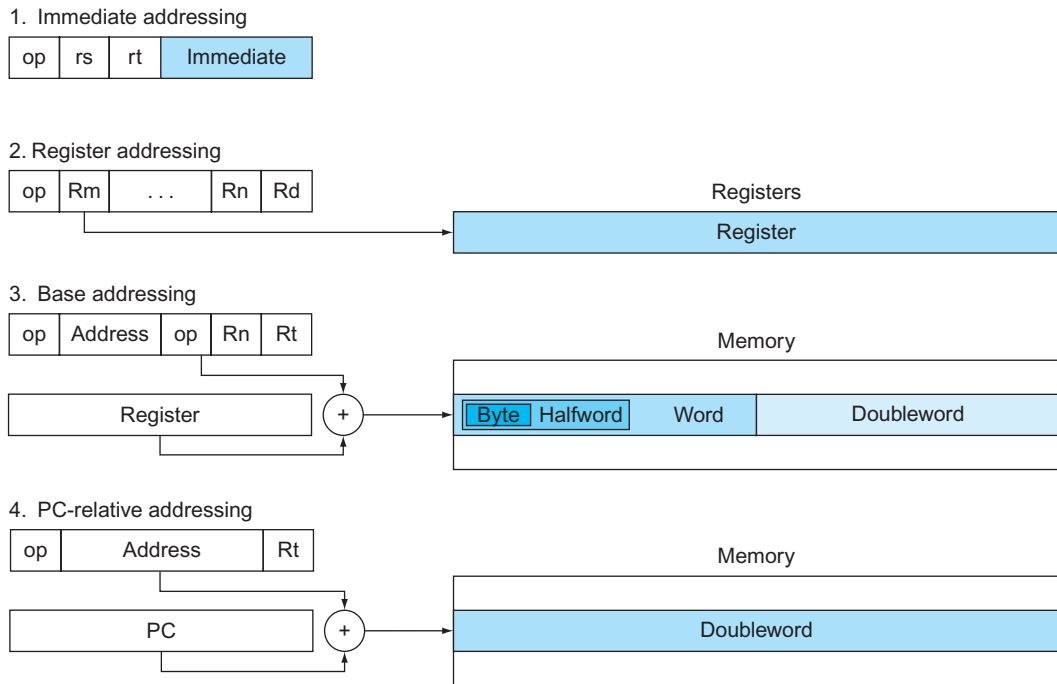 1. Immediate addressing
op rs rt Immediate
2. Register addressing
op Rm ... Rn Rd
Registers
Register
3. Base addressing
op Address op Rn Rt
Memory
Register +
Byte Halfword Word Doubleword
4. PC-relative addressing
op Address Rt
Memory
PC +
Doubleword